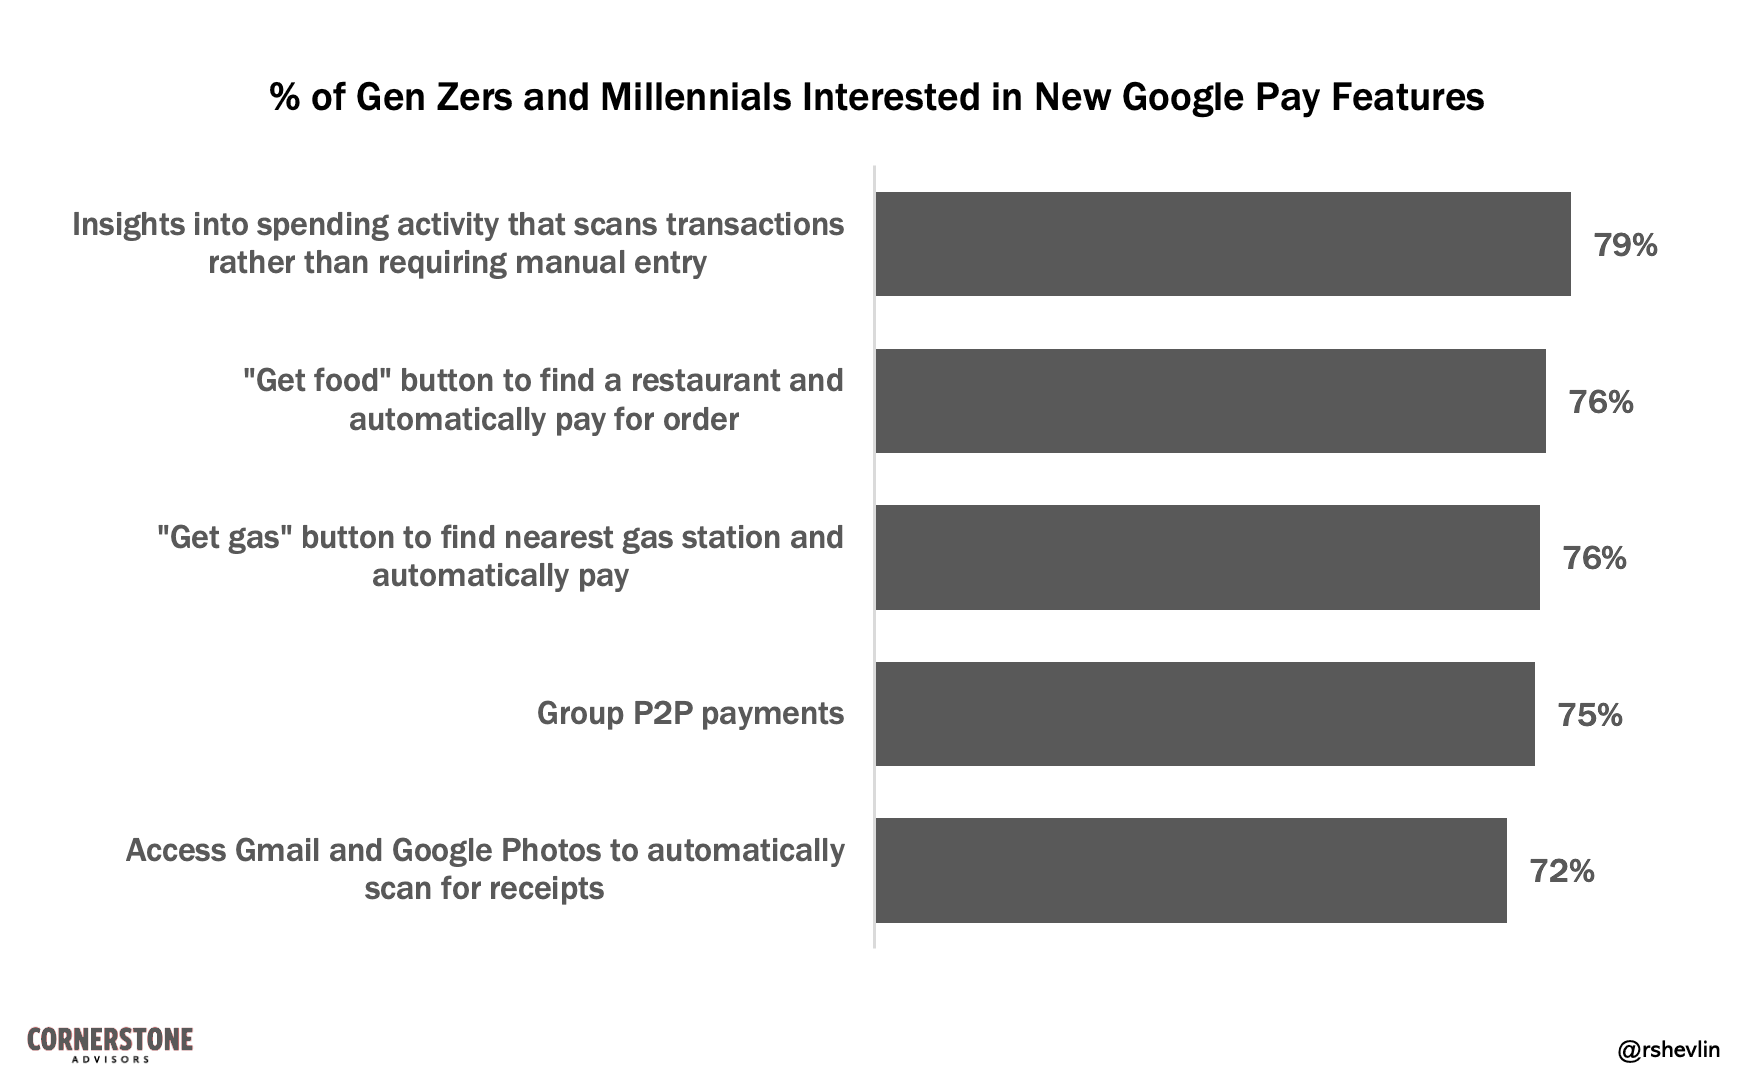 % of Gen Zers and Millennials Interested in New Google Pay Features
Insights into spending activity that scans transactions
rather than requiring manual entry
79%
"Get food" button to find a restaurant and
automatically pay for order
76%
"Get gas" button to find nearest gas station and
automatically pay
76%
Group P2P payments
75%
Access Gmail and Google Photos to automatically
scan for receipts
72%
CORNERSTONE
ADVISORS
@rshevlin